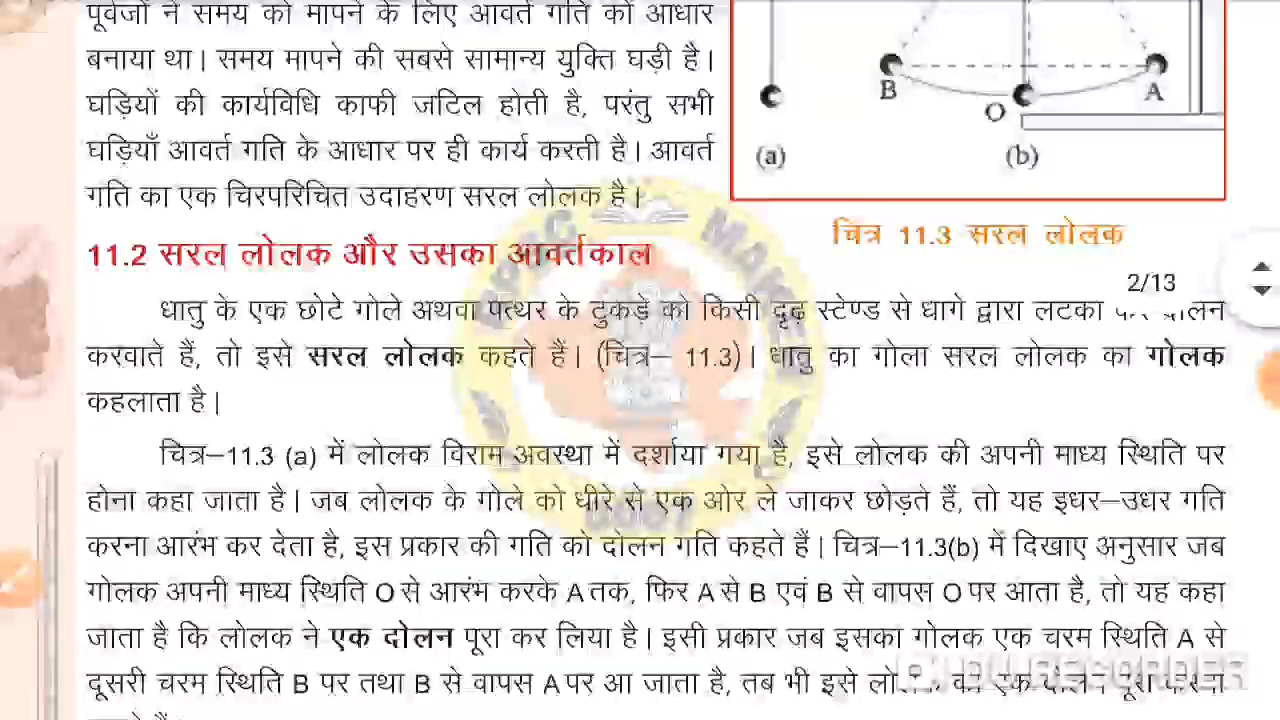 पूर्वजों ने समय को मापने के लिए आवर्त गति को आधार
बनाया था। समय मापने की सबसे सामान्य युक्ति घड़ी है।
घड़ियों की कार्यविधि काफी जटिल होती है, परंतु सभी
घड़ियाँ आवर्त गति के आधार पर ही कार्य करती है। आवर्त
गति का एक चिरपरिचित उदाहरण सरल लोलक है।
B
O
A
(a)
(b)
चित्र 11.3 सरल लोलक
11.2 सरल लोलक और उसका आवर्तकाल
2/13
धातु के एक छोटे गोले अथवा पत्थर के टुकड़े को किसी दृढ़ स्टेण्ड से धागे द्वारा लटका
करवाते हैं, तो इसे सरल लोलक कहते हैं। (चित्र– 11.3)। धातु का गोला सरल लोलक का गोलक
कहलाता है।
चित्र–11.3 (a) में लोलक विराम अवस्था में दर्शाया गया है, इसे लोलक की अपनी माध्य स्थिति पर
होना कहा जाता है। जब लोलक के गोले को धीरे से एक ओर ले जाकर छोड़ते हैं, तो यह इधर–उधर गति
करना आरंभ कर देता है, इस प्रकार की गति को दोलन गति कहते हैं। चित्र–11.3(b) में दिखाए अनुसार जब
गोलक अपनी माध्य स्थिति O से आरंभ करके A तक, फिर A से B एवं B से वापस O पर आता है, तो यह कहा
जाता है कि लोलक ने एक दोलन पूरा कर लिया है। इसी प्रकार जब इसका गोलक एक चरम स्थिति A से
दूसरी चरम स्थिति B पर तथा B से वापस A पर आ जाता है, तब भी इसे